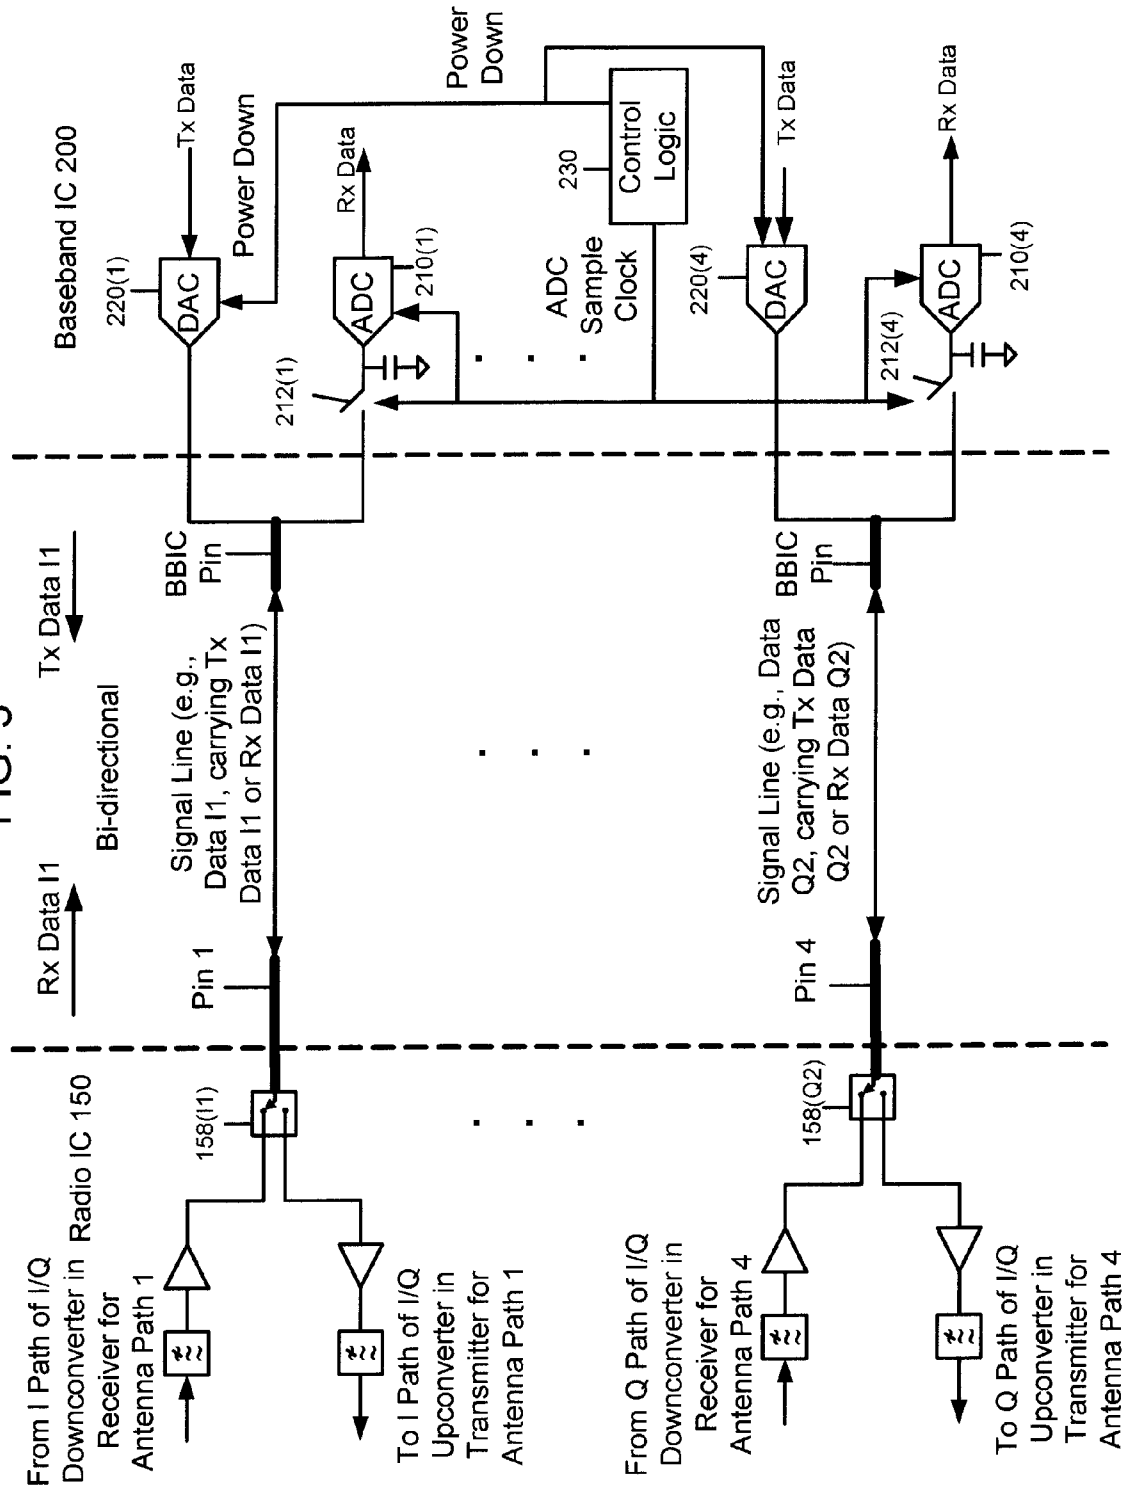 FIG. 3
Rx Data I1
Tx Data I1
Bi-directional
Radio IC 150
Baseband IC 200
From I Path of I/Q
Downconverter in
Receiver for
Antenna Path 1
To I Path of I/Q
Upconverter in
Transmitter for
Antenna Path 1
158(I1)
Pin 1
Signal Line (e.g.,
Data I1, carrying Tx
Data I1 or Rx Data I1)
BBIC
Pin
220(1)
DAC
Tx Data
Power Down
212(1)
ADC
210(1)
Rx Data
ADC
Sample
Clock
230
Control
Logic
Power
Down
From Q Path of I/Q
Downconverter in
Receiver for
Antenna Path 4
To Q Path of I/Q
Upconverter in
Transmitter for
Antenna Path 4
158(Q2)
Pin 4
Signal Line (e.g., Data
Q2, carrying Tx Data
Q2 or Rx Data Q2)
BBIC
Pin
220(4)
DAC
Tx Data
212(4)
ADC
210(4)
Rx Data